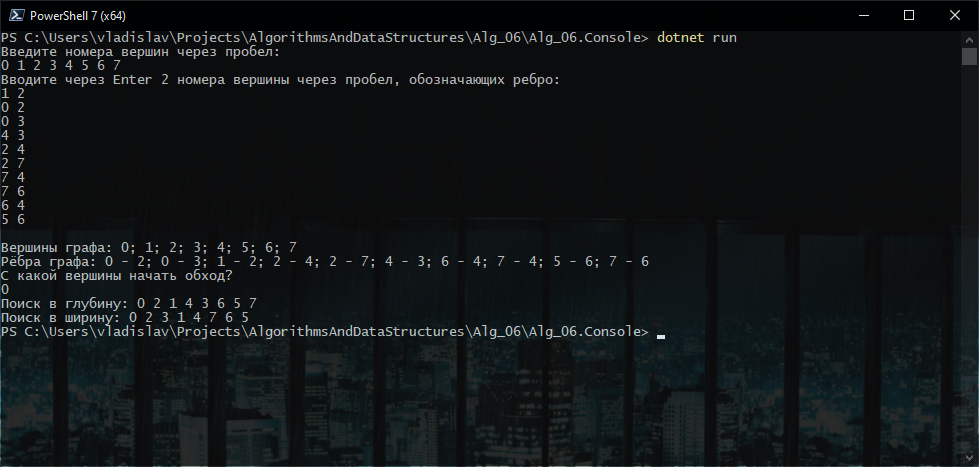 PowerShell 7 (x64)
PS C:\Users\vladislav\Projects\AlgorithmsAndDataStructures\Alg_06\Alg_06.Console> dotnet run
Введите номера вершин через пробел:
0 1 2 3 4 5 6 7
Вводите через Enter 2 номера вершины через пробел, обозначающих ребро:
1 2
0 2
0 3
4 3
2 4
2 7
7 4
7 6
6 4
5 6
Вершины графа: 0; 1; 2; 3; 4; 5; 6; 7
Рёбра графа: 0 - 2; 0 - 3; 1 - 2; 2 - 4; 2 - 7; 4 - 3; 6 - 4; 7 - 4; 5 - 6; 7 - 6
С какой вершины начать обход?
0
Поиск в глубину: 0 2 1 4 3 6 5 7
Поиск в ширину: 0 2 3 1 4 7 6 5
PS C:\Users\vladislav\Projects\AlgorithmsAndDataStructures\Alg_06\Alg_06.Console>